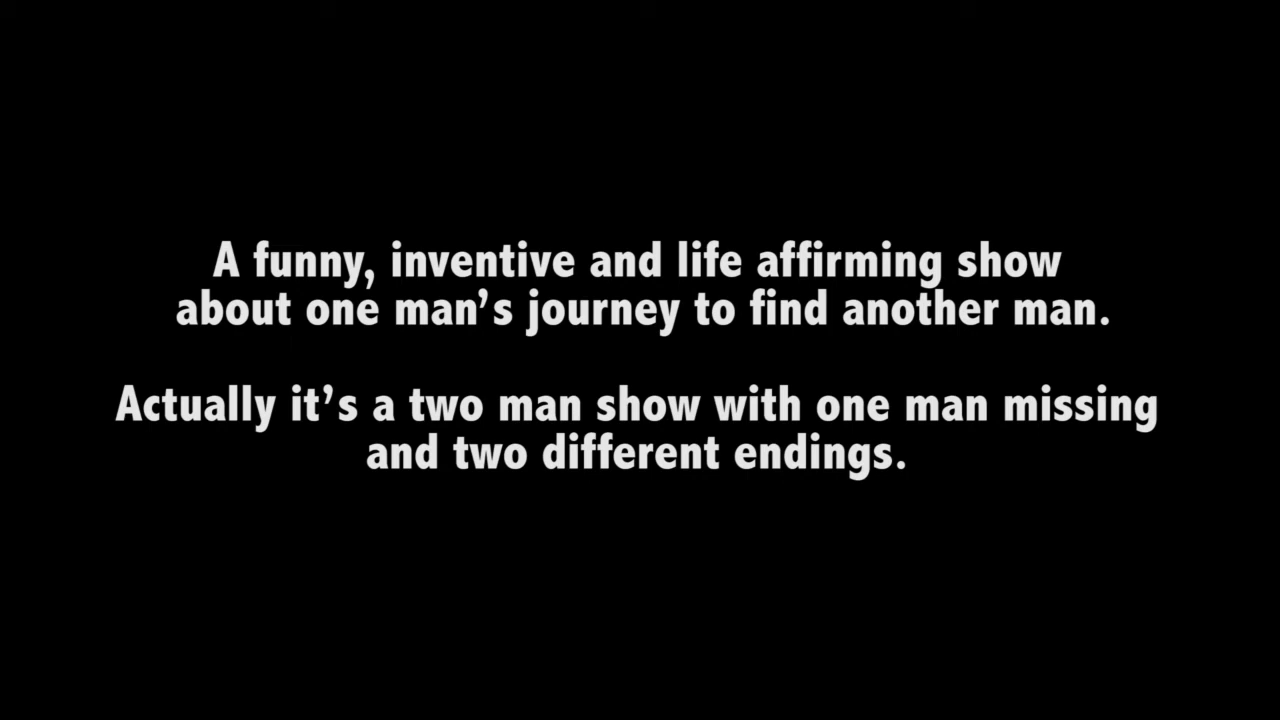 A funny, inventive and life affirming show
about one man’s journey to find another man.
Actually it’s a two man show with one man missing
and two different endings.